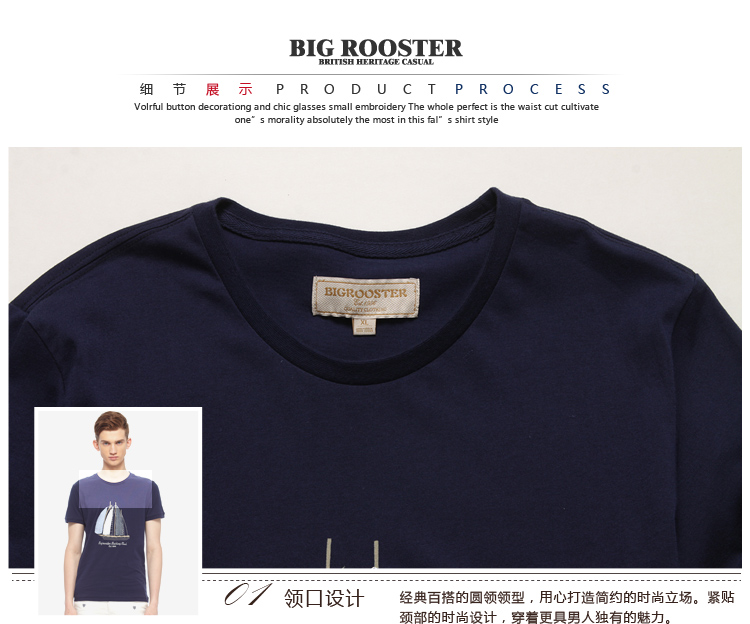 BIG ROOSTER
BRITISH HERITAGE CASUAL
细节展示 PRODUCT PROCESS
Volrful button decorationg and chic glasses small embroidery The whole perfect is the waist cut cultivate
one”s morality absolutely the most in this fal”s shirt style
BIGROOSTER
XL
01 领口设计
经典百搭的圆领领型，用心打造简约的时尚立场。紧贴
颈部的时尚设计，穿着更具男人独有的魅力。